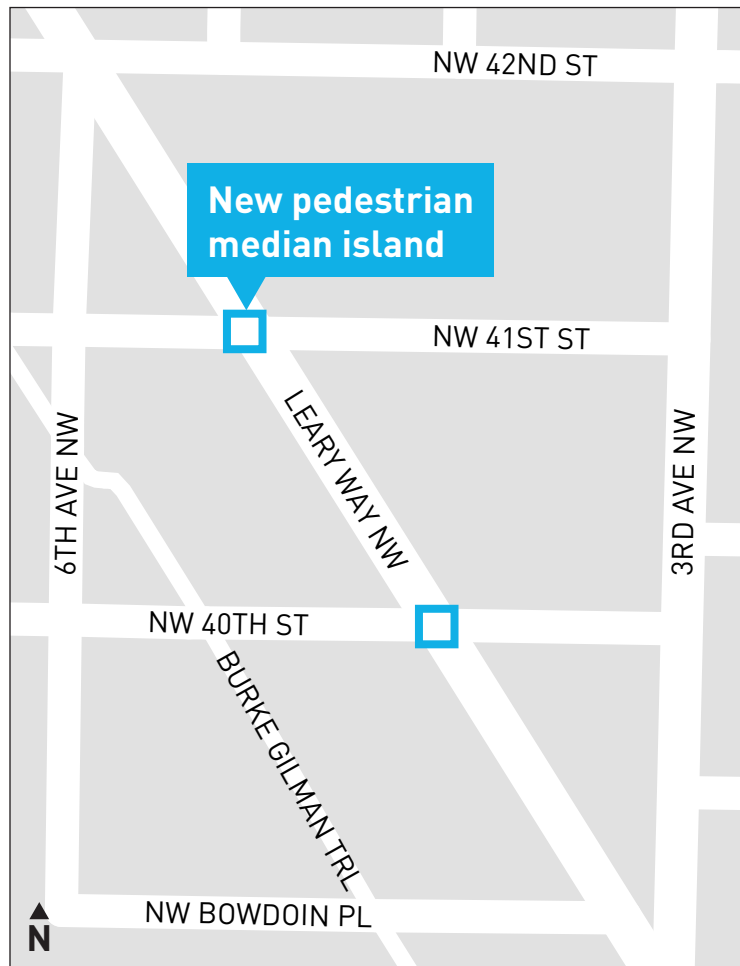 NW 42ND ST
New pedestrian
median island
NW 41ST ST
LEARY WAY NW
6TH AVE NW
3RD AVE NW
NW 40TH ST
BURKE GILMAN TRL
NW BOWDOIN PL
N